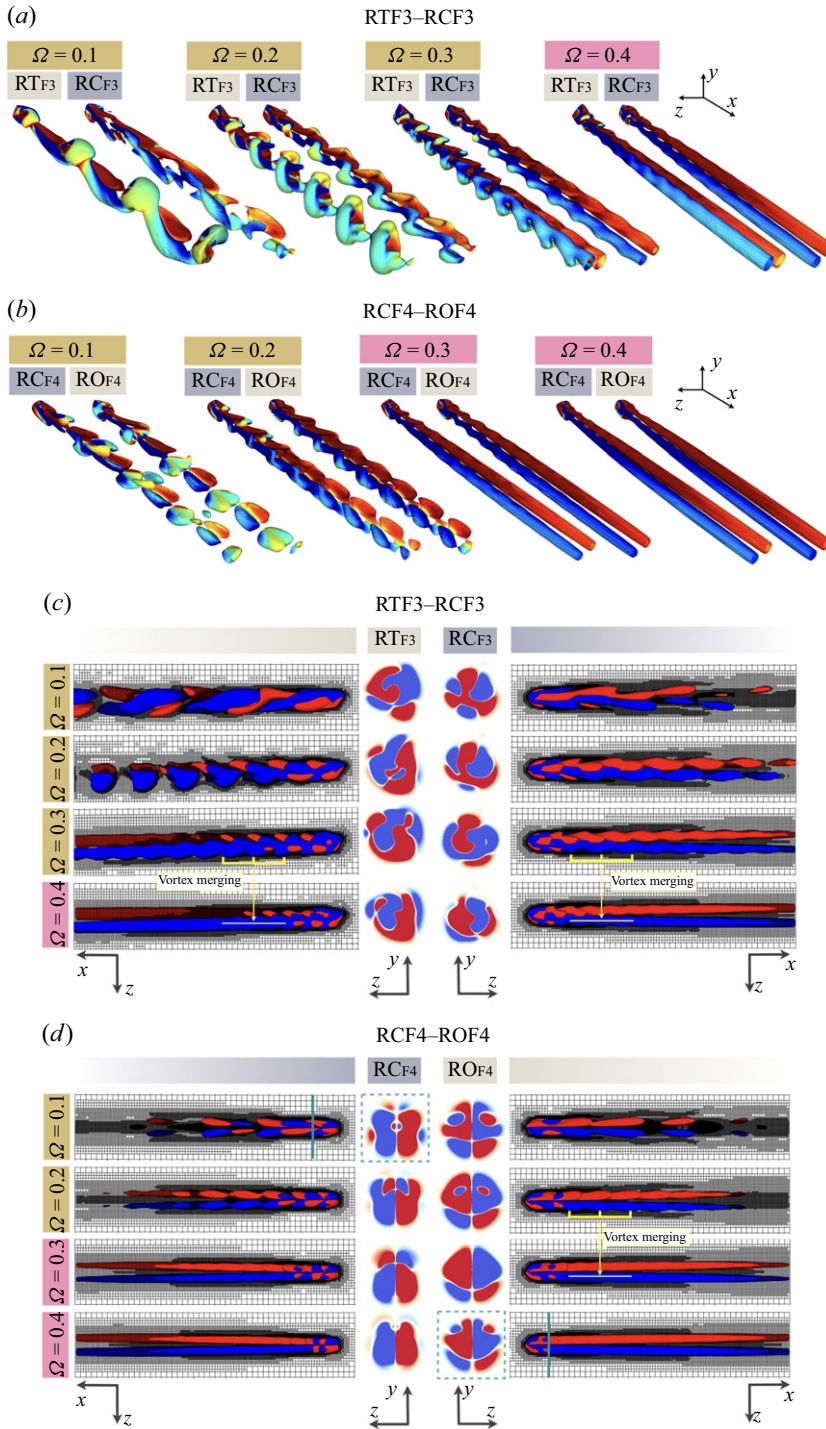 (a)
RTF3–RCF3
Ω = 0.1
Ω = 0.2
Ω = 0.3
Ω = 0.4
RTF3 RCF3
RTF3 RCF3
RTF3 RCF3
RTF3 RCF3
y
z
x
(b)
RCF4–ROF4
Ω = 0.1
Ω = 0.2
Ω = 0.3
Ω = 0.4
RCF4 ROF4
RCF4 ROF4
RCF4 ROF4
RCF4 ROF4
y
z
x
(c)
RTF3–RCF3
RTF3
RCF3
Ω = 0.1
Ω = 0.2
Ω = 0.3
Vortex merging
Vortex merging
Ω = 0.4
x
z
y
z
y
z
x
z
(d)
RCF4–ROF4
RCF4
ROF4
Ω = 0.1
Ω = 0.2
Vortex merging
Ω = 0.3
Ω = 0.4
x
z
y
z
y
z
x
z